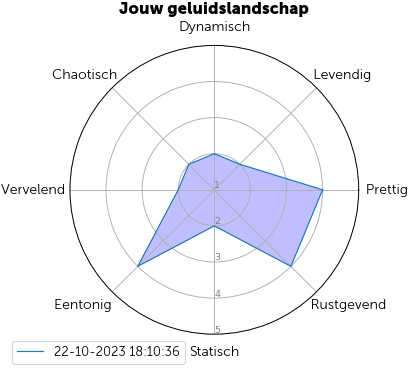 Jouw geluidslandschap
Dynamisch
Chaotisch
Levendig
Vervelend
1
Prettig
2
3
4
Eentonig
Rustgevend
5
22-10-2023 18:10:36
Statisch